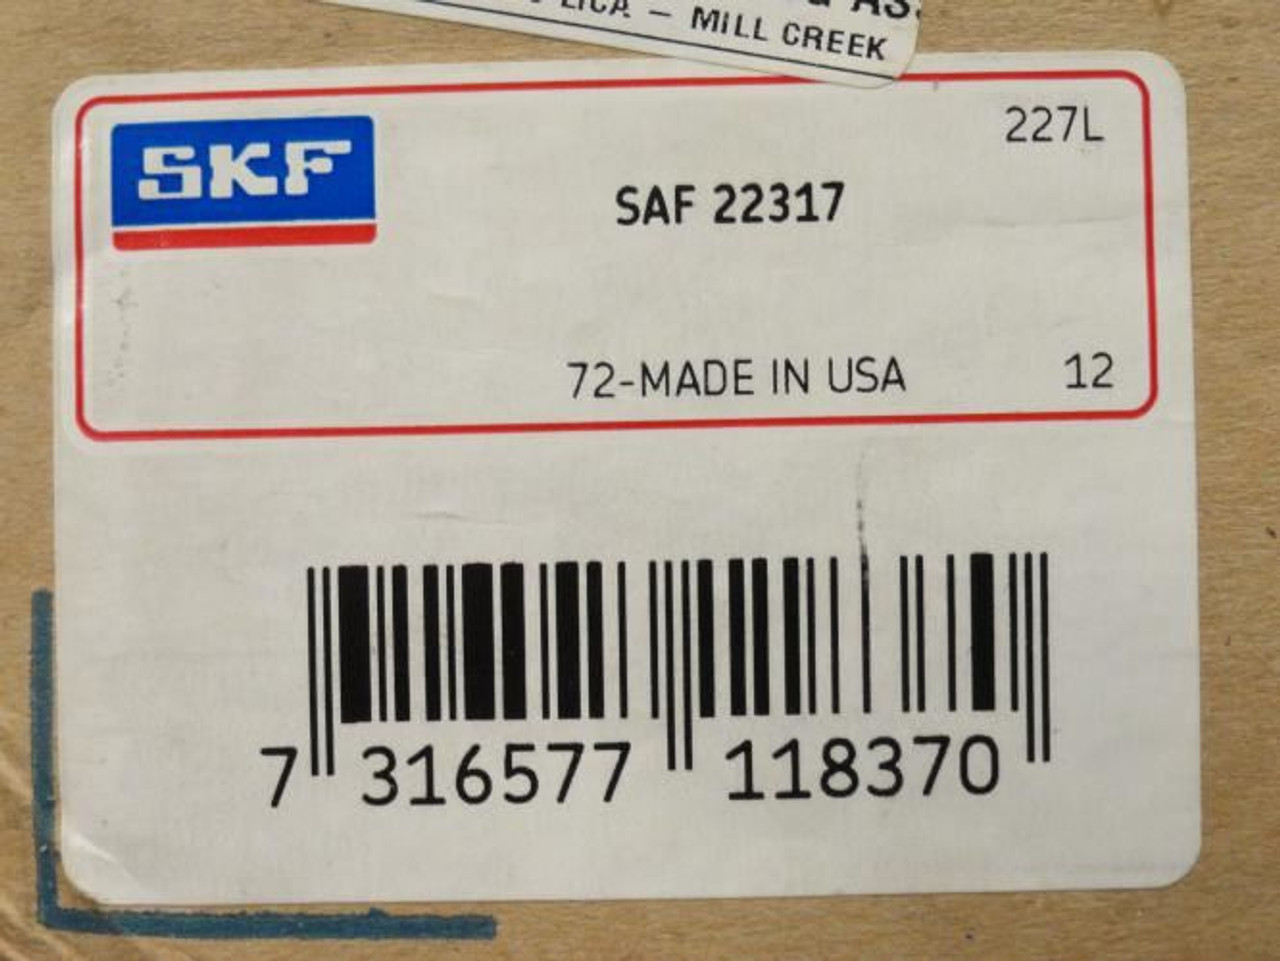 MILL CREEK
SKF
227L
SAF 22317
72-MADE IN USA
12
7 316577 118370